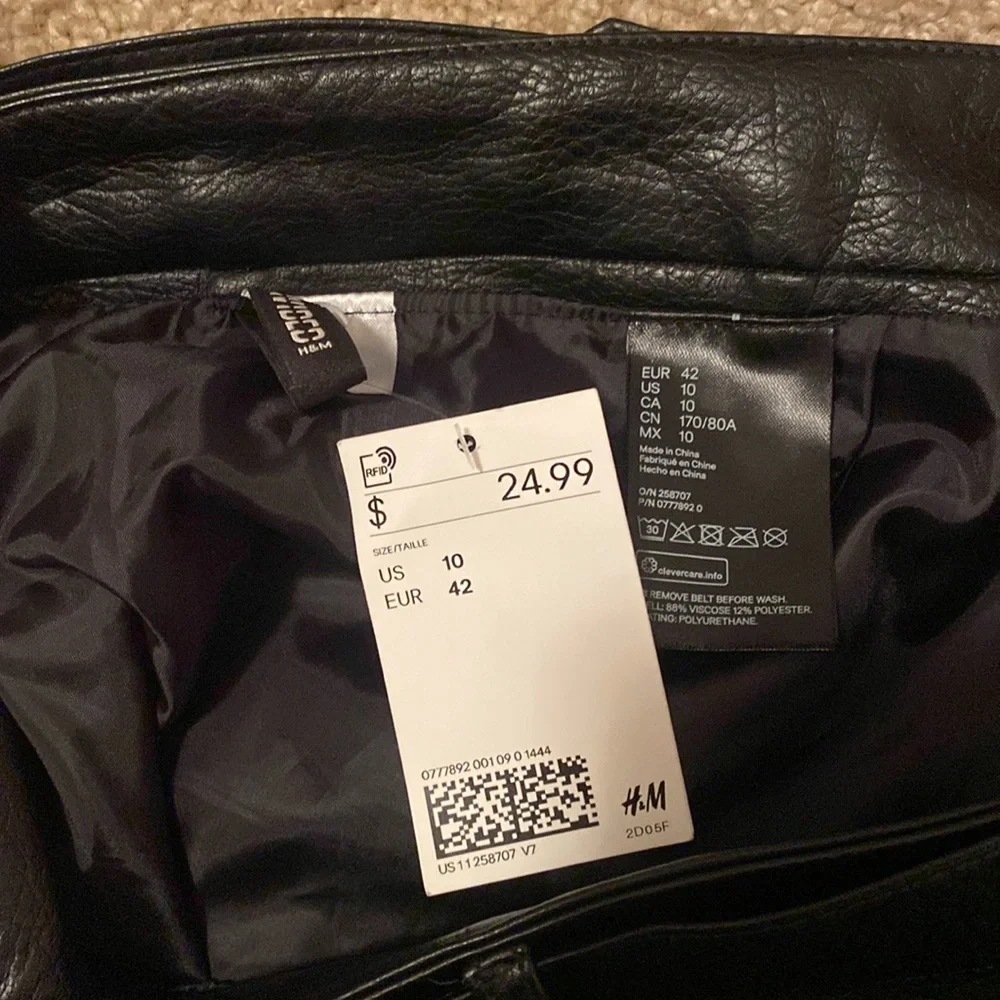 H&M
RFID
$ 24.99
SIZE/TAILLE
US 10
EUR 42
0777892 001 09 0 1444
H&M
2D05F
US 11 258707 V7
EUR 42
US 10
CA 10
CN 170/80A
MX 10
Made in China
Fabriqué en Chine
Hecho en China
O/N 258707
P/N 0777892 0
30
clevercare.info
REMOVE BELT BEFORE WASH.
88% VISCOSE 12% POLYESTER.
POLYURETHANE.